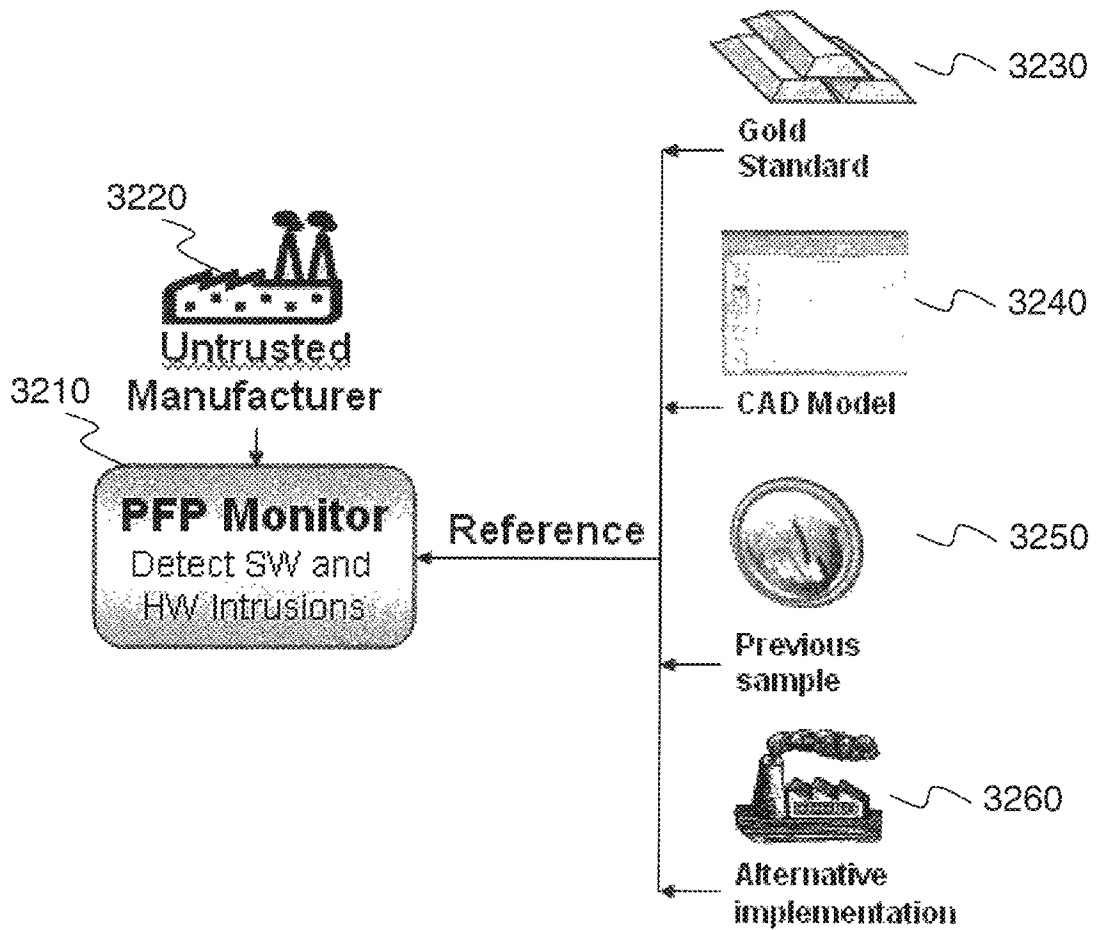 3230
Gold
Standard
3220
3240
Untrusted
Manufacturer
CAD Model
3210
PFP Monitor
Detect SW and
HW Intrusions
Reference
3250
Previous
sample
3260
Alternative
implementation